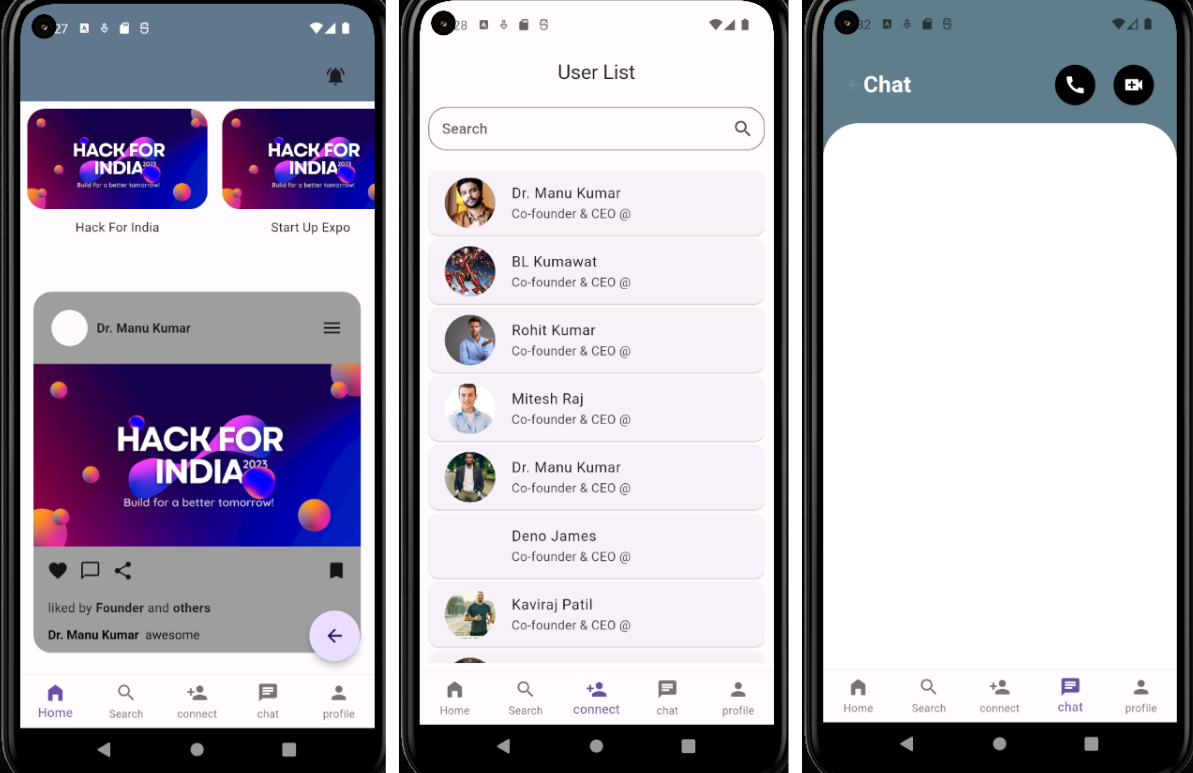 27
HACK FOR
INDIA 2023
Build for a better tomorrow!
HACK FOR
INDIA 2023
Build for a better tomorrow!
Hack For India
Start Up Expo
Dr. Manu Kumar
HACK FOR
INDIA 2023
Build for a better tomorrow!
liked by Founder and others
Dr. Manu Kumar awesome
Home
Search
connect
chat
profile
:28
User List
Search
Dr. Manu Kumar
Co-founder & CEO @
BL Kumawat
Co-founder & CEO @
Rohit Kumar
Co-founder & CEO @
Mitesh Raj
Co-founder & CEO @
Dr. Manu Kumar
Co-founder & CEO @
Deno James
Co-founder & CEO @
Kaviraj Patil
Co-founder & CEO @
Home
Search
connect
chat
profile
32
Chat
Home
Search
connect
chat
profile